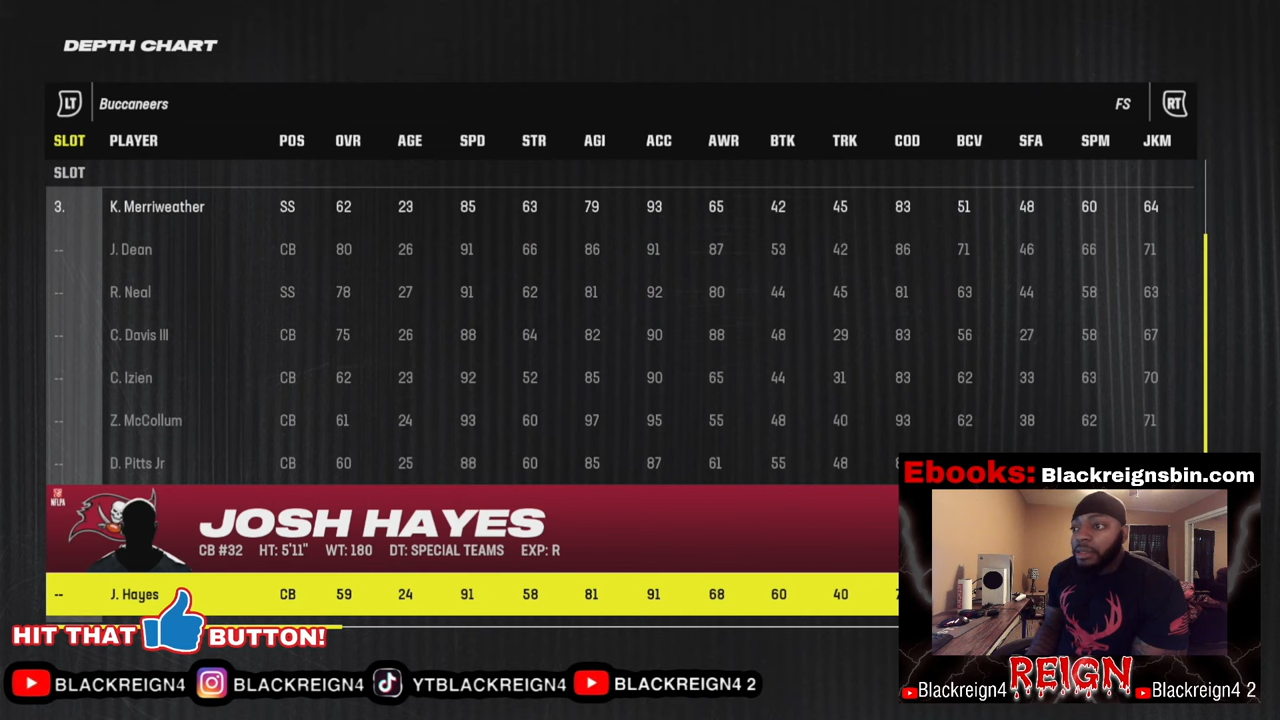 DEPTH CHART
LT Buccaneers FS RT
SLOT PLAYER POS OVR AGE SPD STR AGI ACC AWR BTK TRK COD BCV SFA SPM JKM
SLOT
3. K. Merriweather SS 62 23 85 63 79 93 65 42 45 83 51 48 60 64
-- J. Dean CB 80 26 91 66 86 91 87 53 42 86 71 46 66 71
-- R. Neal SS 78 27 91 62 81 92 80 44 45 81 63 44 58 63
-- C. Davis III CB 75 26 88 64 82 90 88 48 29 83 56 27 58 67
-- C. Izien CB 62 23 92 52 85 90 65 44 31 83 62 33 63 70
-- Z. McCollum CB 61 24 93 60 97 95 55 48 40 93 62 38 62 71
-- D. Pitts Jr CB 60 25 88 60 85 87 61 55 48
NFLPA
JOSH HAYES
CB #32 HT: 5'11" WT: 180 DT: SPECIAL TEAMS EXP: R
-- J. Hayes CB 59 24 91 58 81 91 68 60 40
Ebooks: Blackreignsbin.com
HIT THAT BUTTON!
BLACKREIGN4 BLACKREIGN4 YTBLACKREIGN4 BLACKREIGN4 2
REIGN
Blackreign4 Blackreign4 2